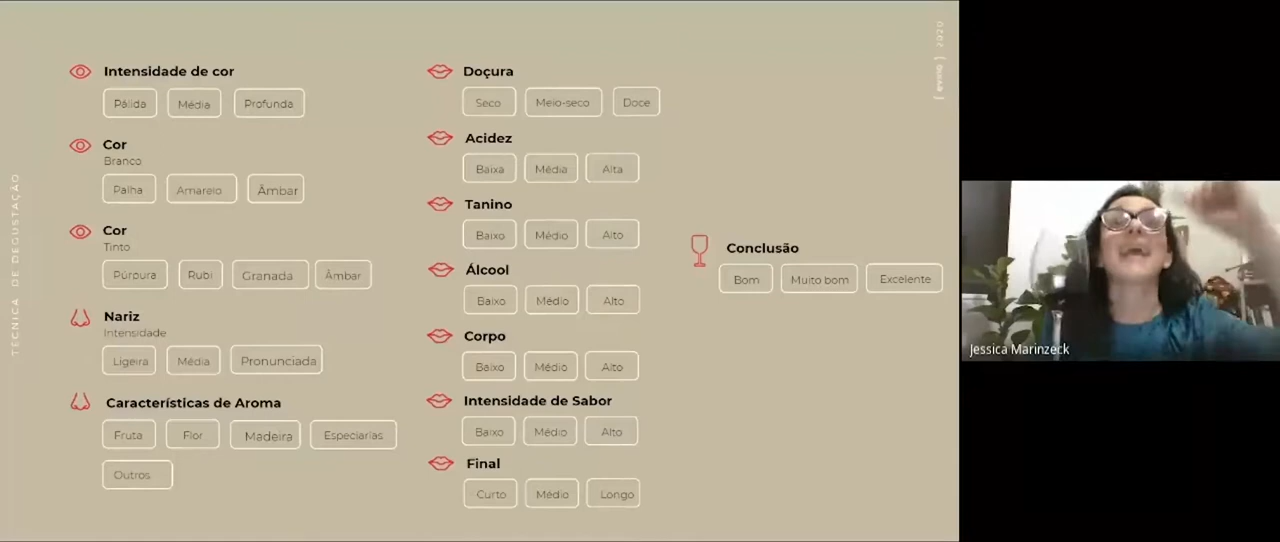 TECNICA DE DEGUSTAÇÃO
Intensidade de cor
Pálida Média Profunda
Cor
Branco
Palha Amarelo Âmbar
Cor
Tinto
Púrpura Rubi Granada Âmbar
Nariz
Intensidade
Ligeira Média Pronunciada
Características de Aroma
Fruta Flor Madeira Especiarias
Outros
Doçura
Seco Meio-seco Doce
Acidez
Baixa Média Alta
Tanino
Baixo Médio Alto
Álcool
Baixo Médio Alto
Corpo
Baixo Médio Alto
Intensidade de Sabor
Baixo Médio Alto
Final
Curto Médio Longo
Conclusão
Bom Muito bom Excelente
[ evino ] 2020
Jessica Marinzeck